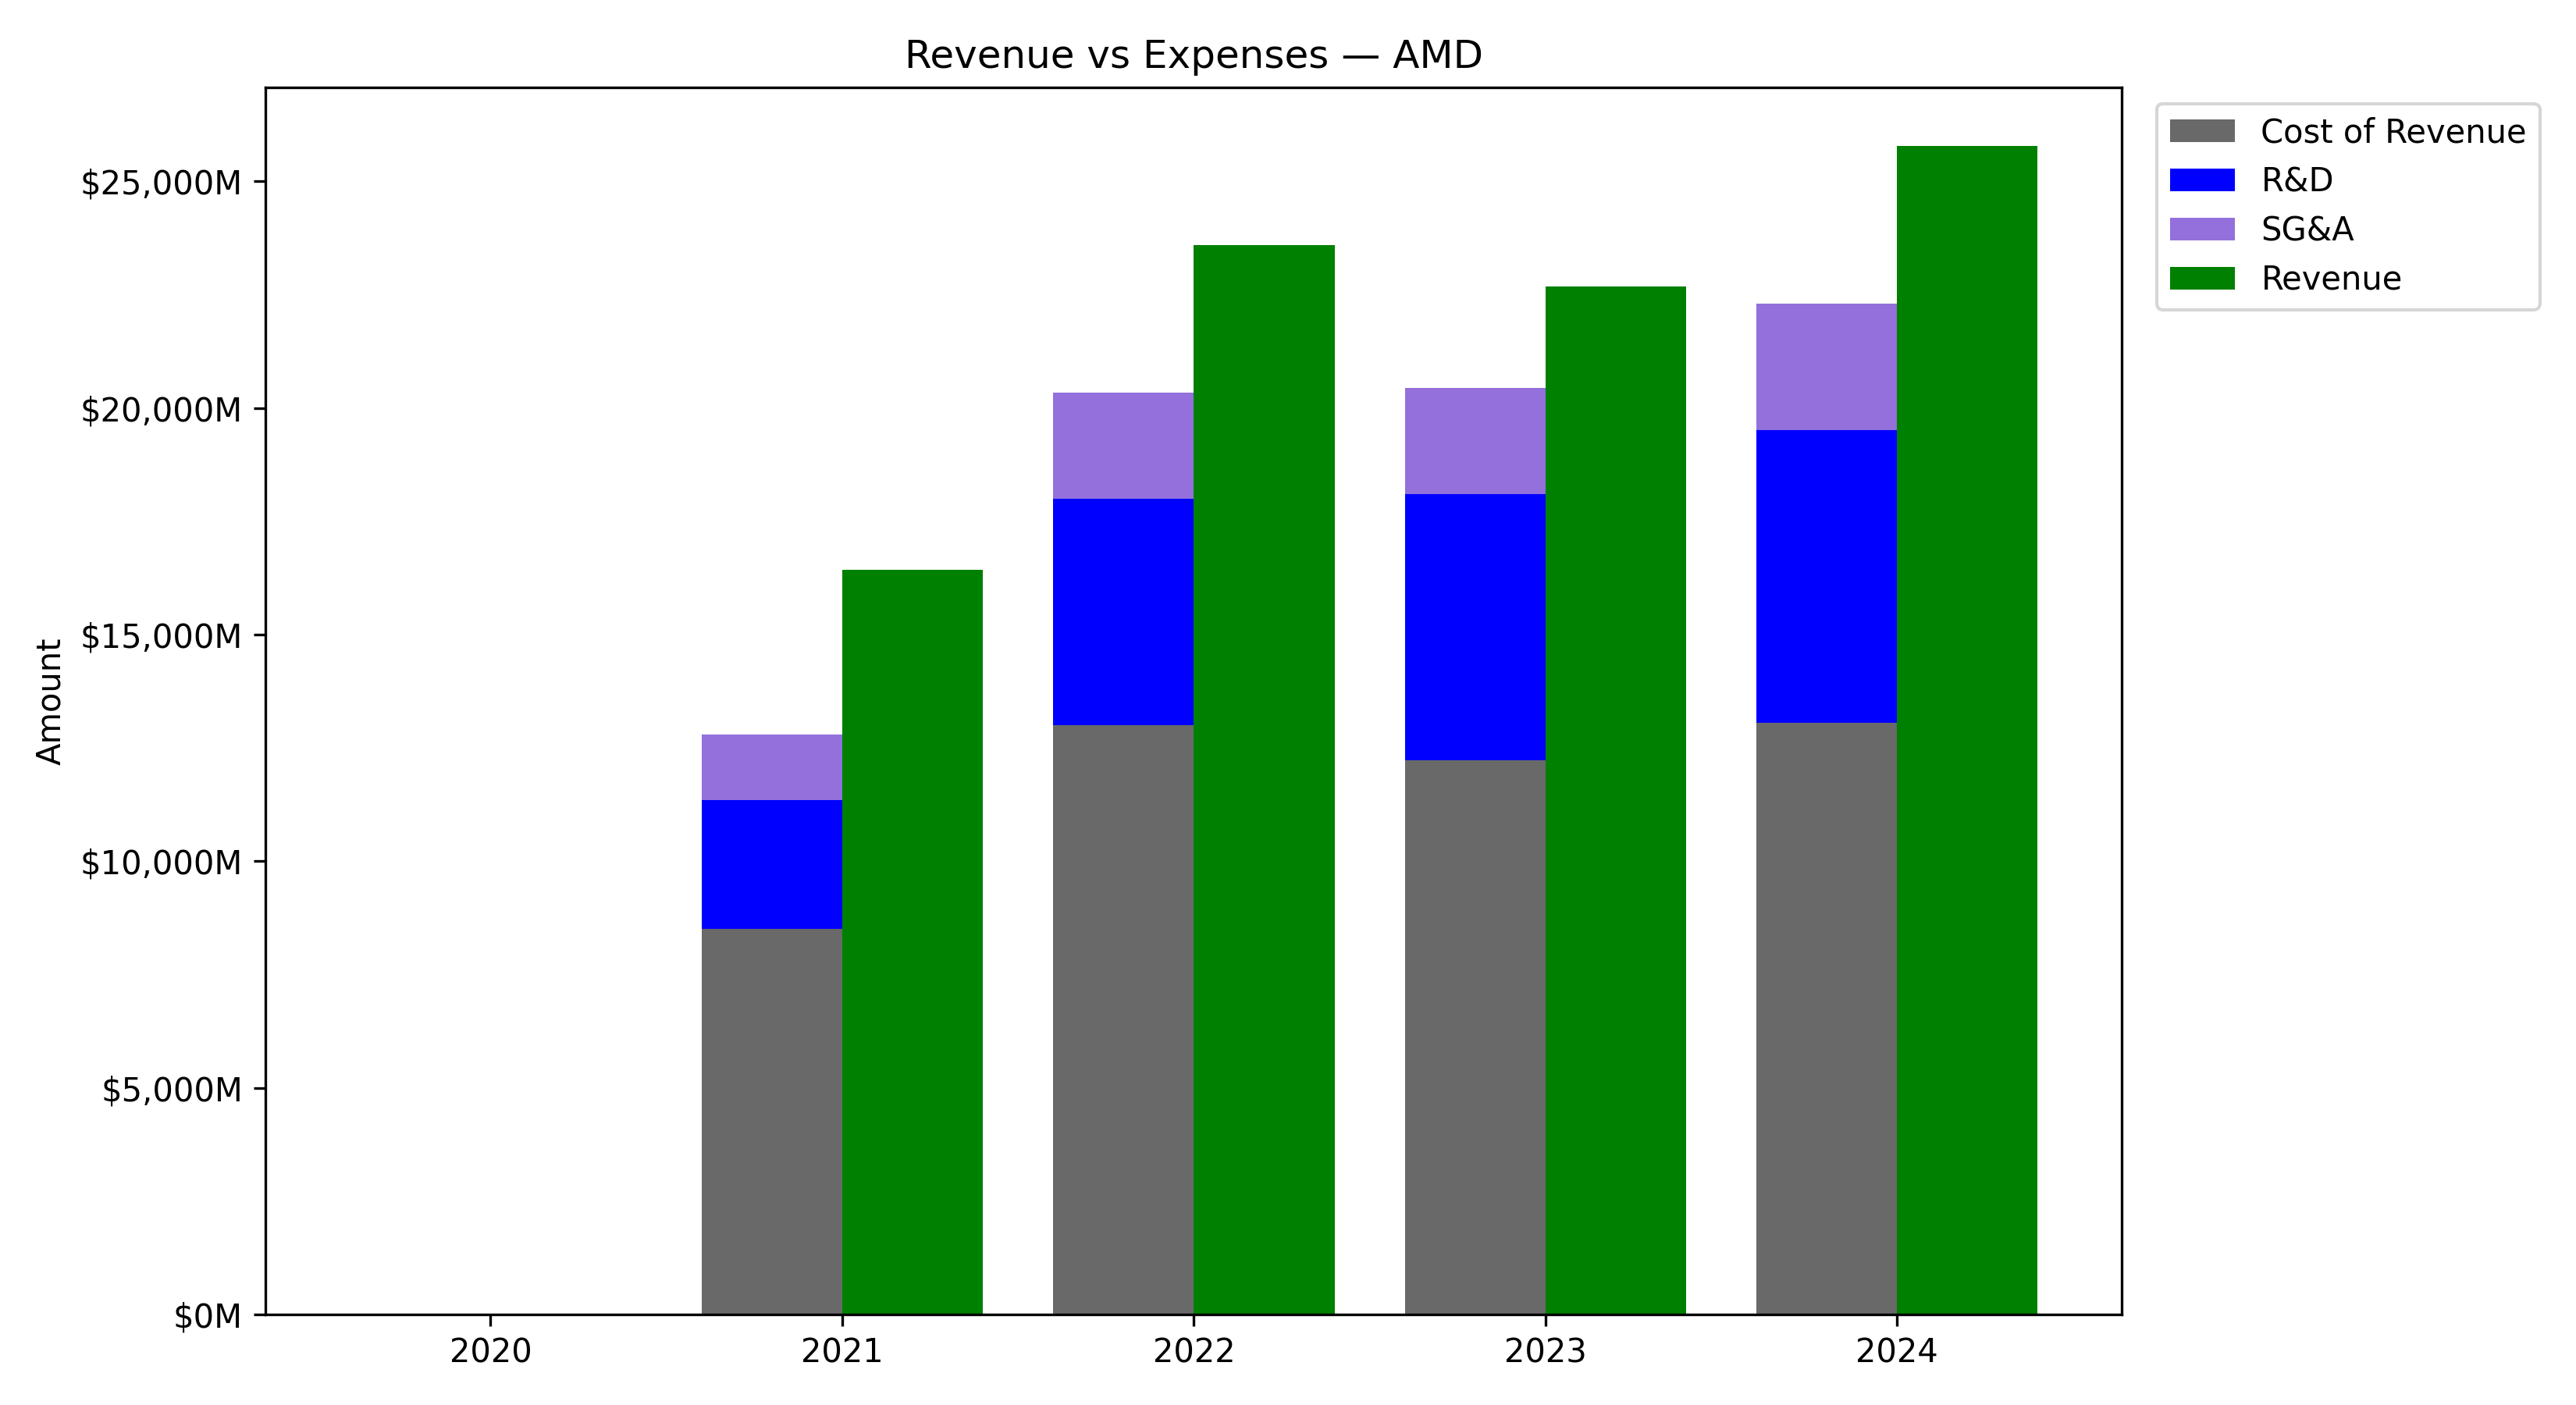 Revenue vs Expenses — AMD
Cost of Revenue
R&D
SG&A
Revenue
Amount
$25,000M
$20,000M
$15,000M
$10,000M
$5,000M
$0M
2020 2021 2022 2023 2024